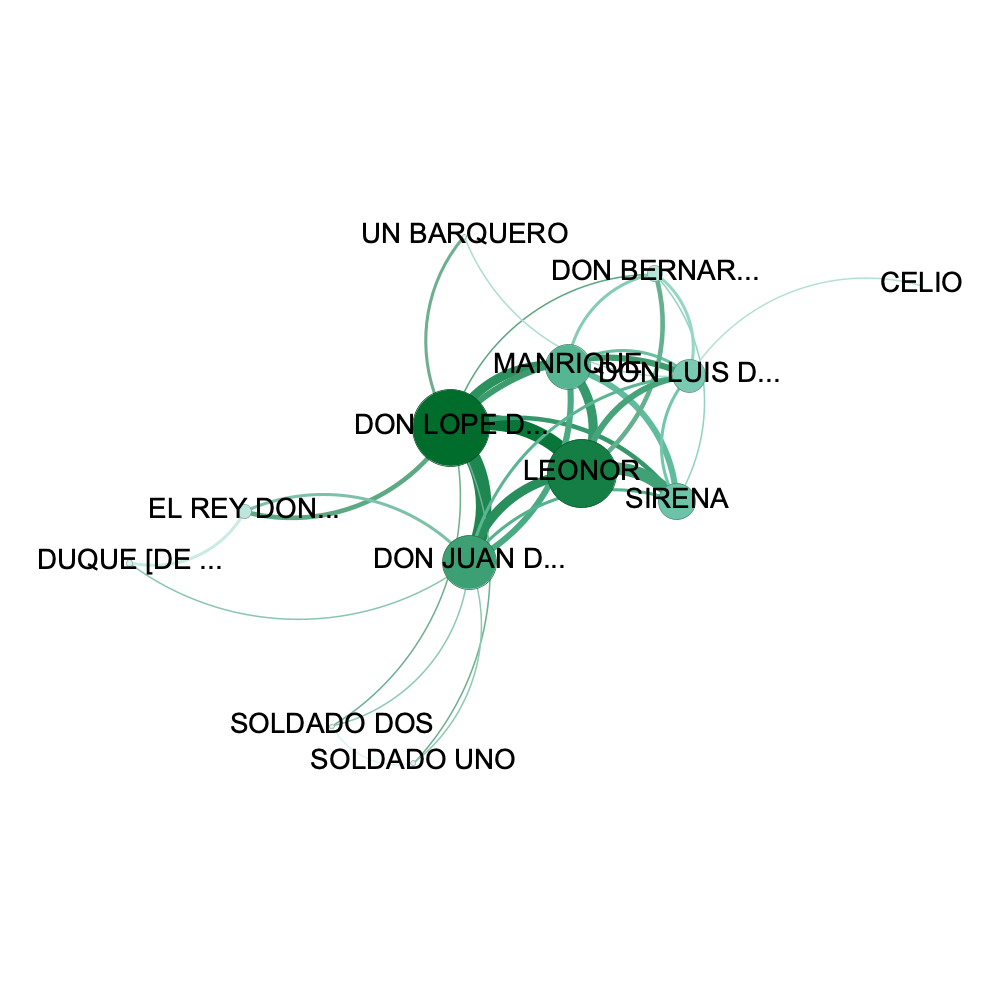 UN BARQUERO
DON BERNAR...
CELIO
MANRIQUE
DON LUIS D...
DON LOPE D...
LEONOR
SIRENA
EL REY DON...
DUQUE [DE ...
DON JUAN D...
SOLDADO DOS
SOLDADO UNO